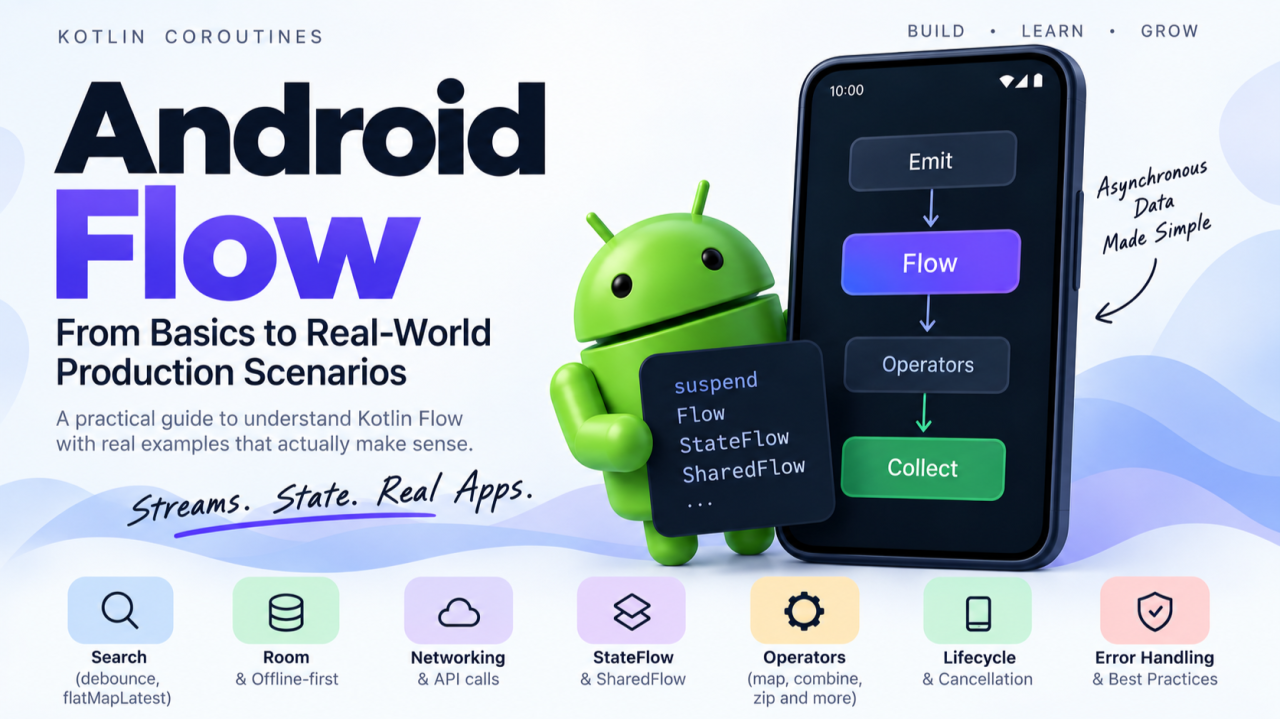 KOTLIN COROUTINES
BUILD • LEARN • GROW
Android
Flow
From Basics to Real-World
Production Scenarios
A practical guide to understand Kotlin Flow
with real examples that actually make sense.
Streams. State. Real Apps.
suspend
Flow
StateFlow
SharedFlow
...
10:00
Emit
Flow
Operators
Collect
Asynchronous
Data
Made Simple
Search
(debounce,
flatMapLatest)
Room
& Offline-first
Networking
& API calls
StateFlow
& SharedFlow
Operators
(map, combine,
zip and more)
Lifecycle
& Cancellation
Error Handling
& Best Practices